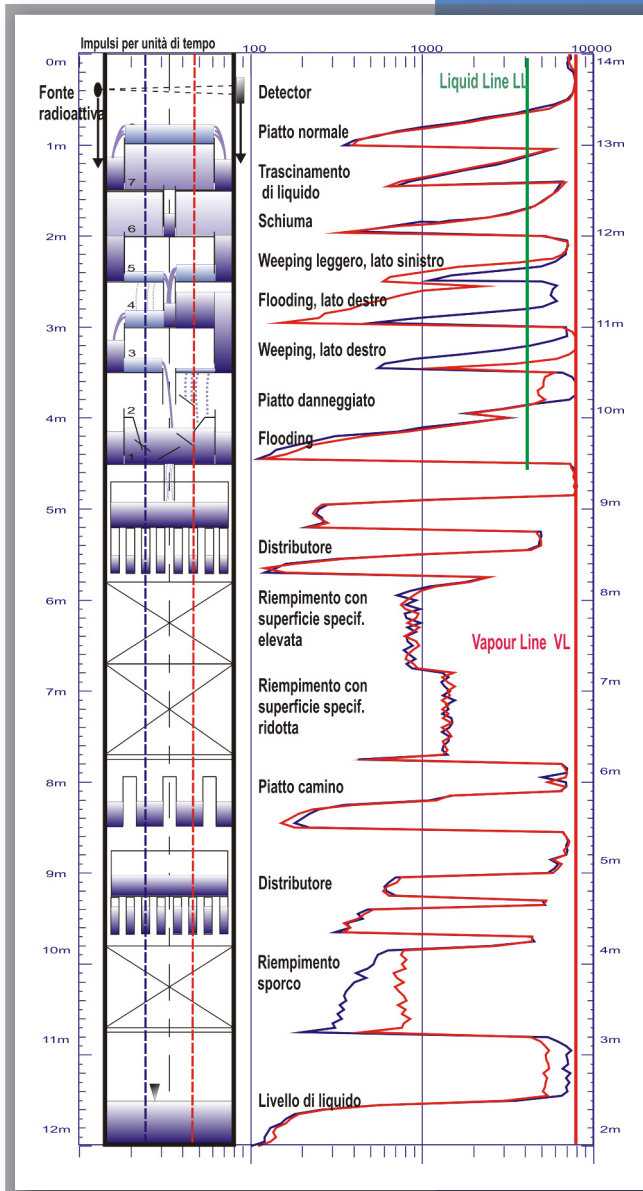 Impulsi per unità di tempo
100
1000
10000
0m
14m
Fonte
radioattiva
Detector
Liquid Line LL
Piatto normale
1m
13m
Trascinamento
di liquido
7
2m
Schiuma
12m
6
Weeping leggero, lato sinistro
5
Flooding, lato destro
4
3m
11m
Weeping, lato destro
3
Piatto danneggiato
2
4m
10m
Flooding
1
9m
5m
Distributore
8m
6m
Riempimento con
superficie specif.
elevata
Vapour Line VL
7m
7m
Riempimento con
superficie specif.
ridotta
6m
8m
Piatto camino
5m
9m
Distributore
4m
10m
Riempimento
sporco
11m
3m
Livello di liquido
12m
2m